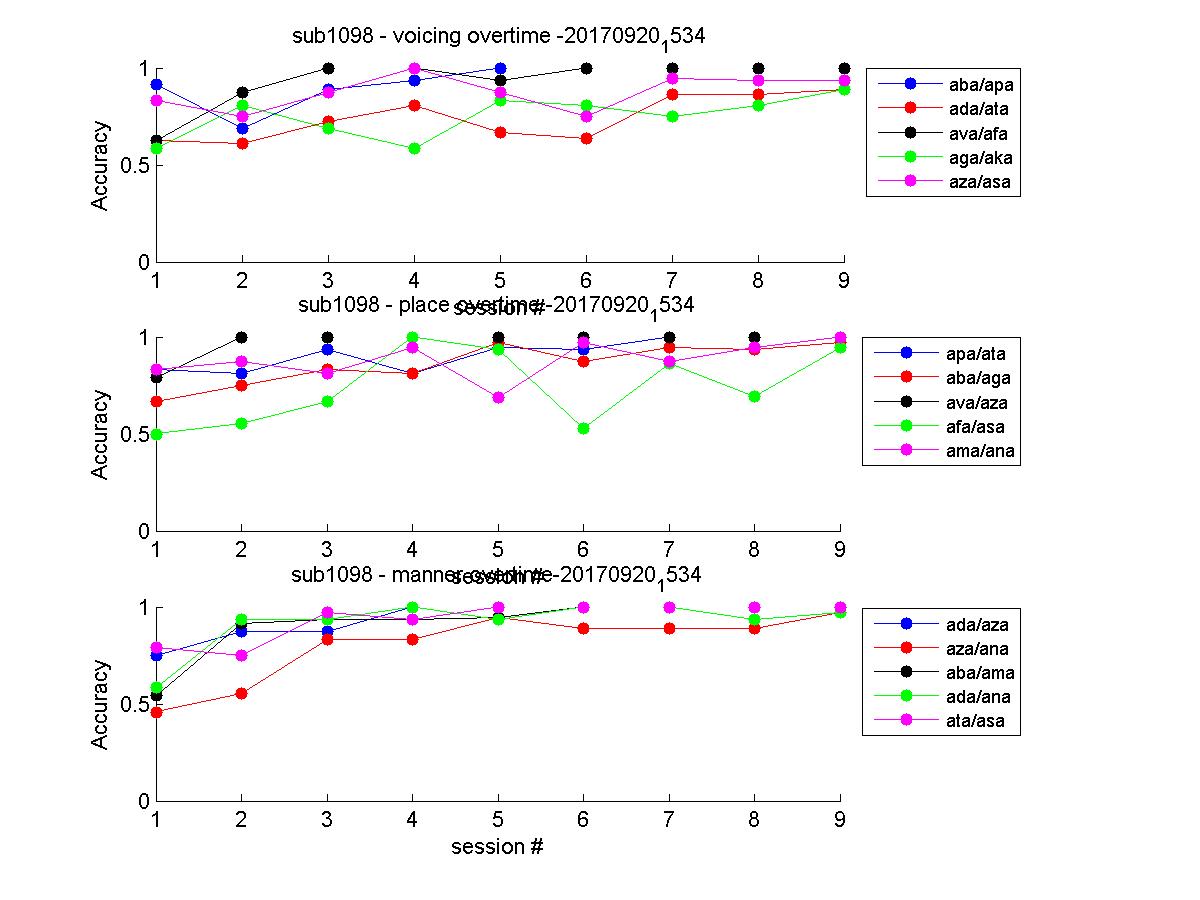 sub1098 - voicing overtime -20170920₁534
1
0.5
0
Accuracy
1 2 3 4 5 6 7 8 9
session #
aba/apa
ada/ata
ava/afa
aga/aka
aza/asa
sub1098 - place overtime -20170920₁534
1
0.5
0
Accuracy
1 2 3 4 5 6 7 8 9
session #
apa/ata
aba/aga
ava/aza
afa/asa
ama/ana
sub1098 - manner overtime -20170920₁534
1
0.5
0
Accuracy
1 2 3 4 5 6 7 8 9
session #
ada/aza
aza/ana
aba/ama
ada/ana
ata/asa